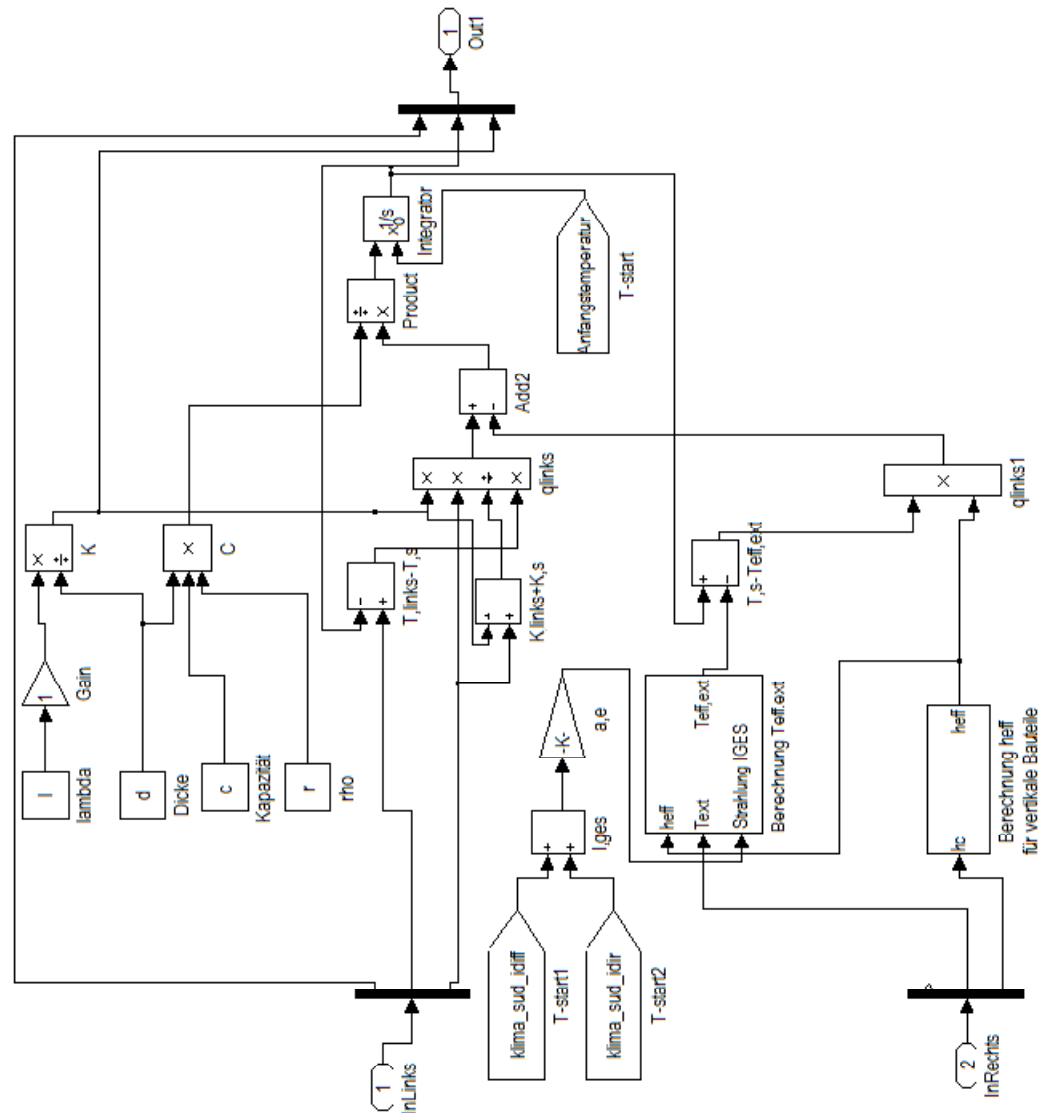 1
Out1
x
÷
K
l
lambda
1
Gain
d
Dicke
c
Kapazität
r
rho
x
C
-
+
T,links-T,s
+
+
K,links+K,s
x
x
÷
x
qlinks
+
-
Add2
÷
x
Product
1/s
x0
Integrator
Anfangstemperatur
T-start
1
InLinks
klima_sud_idiff
T-start1
klima_sud_idir
T-start2
+
+
I,ges
-K-
a,e
heff
Text
Strahlung IGES
Teff,ext
Berechnung Teff.ext
+
-
T,s-Teff,ext
x
qlinks1
2
InRechts
hc
heff
Berechnung heff
für vertikale Bauteile